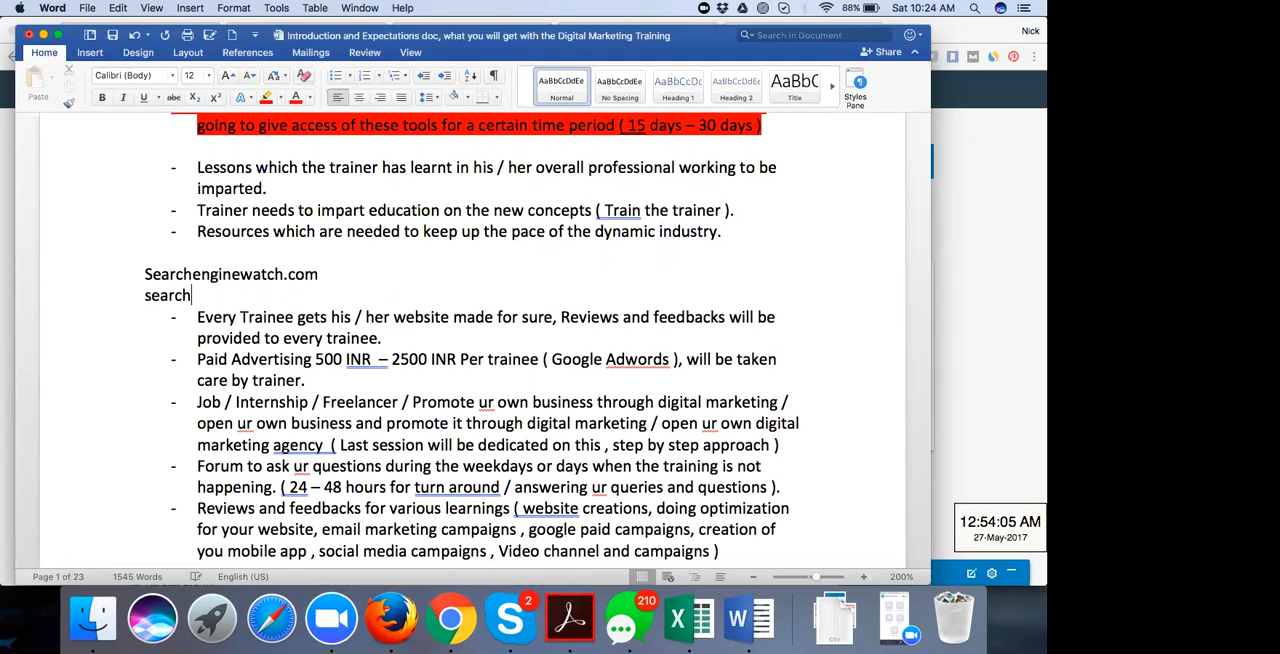 Word File Edit View Insert Format Tools Table Window Help 88% Sat 10:24 AM
Introduction and Expectations doc, what you will get with the Digital Marketing Training Search in Document
Nick
Home Insert Design Layout References Mailings Review View Share
Paste Calibri (Body) 12 AaBbCcDdEe AaBbCcDdEe AaBbCcDc AaBbCcDdEe AaBbC
B I U abc X₂ X² A A Normal No Spacing Heading 1 Heading 2 Title Styles Pane
going to give access of these tools for a certain time period ( 15 days – 30 days )
- Lessons which the trainer has learnt in his / her overall professional working to be
imparted.
- Trainer needs to impart education on the new concepts ( Train the trainer ).
- Resources which are needed to keep up the pace of the dynamic industry.
Searchenginewatch.com
search
- Every Trainee gets his / her website made for sure, Reviews and feedbacks will be
provided to every trainee.
- Paid Advertising 500 INR – 2500 INR Per trainee ( Google Adwords ), will be taken
care by trainer.
- Job / Internship / Freelancer / Promote ur own business through digital marketing /
open ur own business and promote it through digital marketing / open ur own digital
marketing agency ( Last session will be dedicated on this , step by step approach )
- Forum to ask ur questions during the weekdays or days when the training is not
happening. ( 24 – 48 hours for turn around / answering ur queries and questions ).
- Reviews and feedbacks for various learnings ( website creations, doing optimization
for your website, email marketing campaigns , google paid campaigns, creation of
you mobile app , social media campaigns , Video channel and campaigns )
12:54:05 AM
27-May-2017
Page 1 of 23 1545 Words English (US) 200%
2 210
CSV